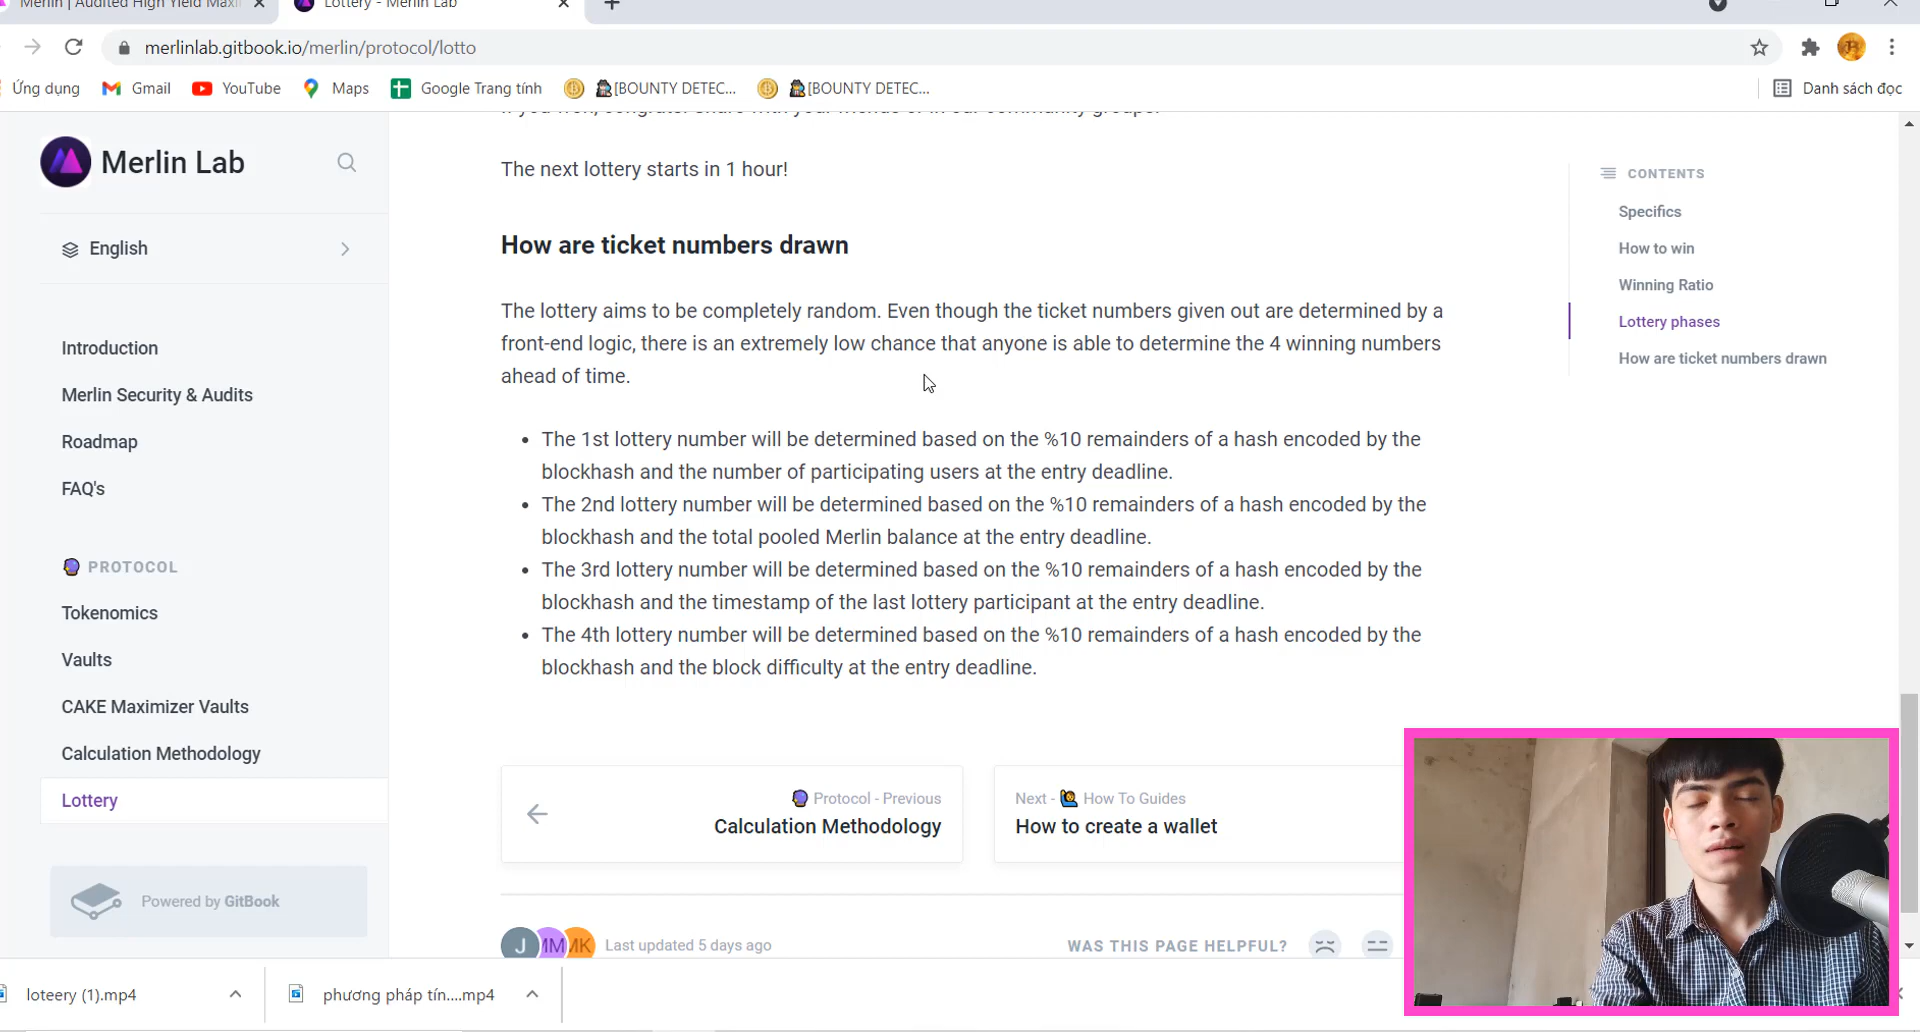 Merlin | Audited High Yield Maxi
Lottery - Merlin Lab
merlinlab.gitbook.io/merlin/protocol/lotto
Ứng dụng
Gmail
YouTube
Maps
Google Trang tính
[BOUNTY DETEC...
[BOUNTY DETEC...
Danh sách đọc
Merlin Lab
English
Introduction
Merlin Security & Audits
Roadmap
FAQ's
PROTOCOL
Tokenomics
Vaults
CAKE Maximizer Vaults
Calculation Methodology
Lottery
Powered by GitBook
The next lottery starts in 1 hour!
How are ticket numbers drawn
The lottery aims to be completely random. Even though the ticket numbers given out are determined by a
front-end logic, there is an extremely low chance that anyone is able to determine the 4 winning numbers
ahead of time.
• The 1st lottery number will be determined based on the %10 remainders of a hash encoded by the
blockhash and the number of participating users at the entry deadline.
• The 2nd lottery number will be determined based on the %10 remainders of a hash encoded by the
blockhash and the total pooled Merlin balance at the entry deadline.
• The 3rd lottery number will be determined based on the %10 remainders of a hash encoded by the
blockhash and the timestamp of the last lottery participant at the entry deadline.
• The 4th lottery number will be determined based on the %10 remainders of a hash encoded by the
blockhash and the block difficulty at the entry deadline.
Protocol - Previous
Calculation Methodology
Next - How To Guides
How to create a wallet
J MM MK Last updated 5 days ago
WAS THIS PAGE HELPFUL?
CONTENTS
Specifics
How to win
Winning Ratio
Lottery phases
How are ticket numbers drawn
loteery (1).mp4
phương pháp tín....mp4